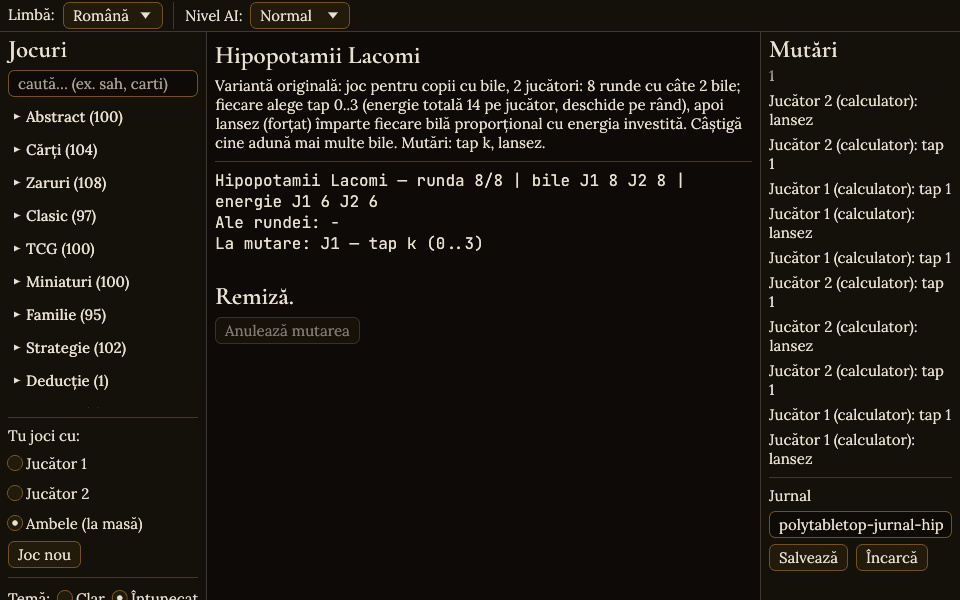 Limbă: Română ▼ Nivel AI: Normal ▼
Jocuri
caută... (ex. sah, carti)
▸ Abstract (100)
▸ Cărți (104)
▸ Zaruri (108)
▸ Clasic (97)
▸ TCG (100)
▸ Miniaturi (100)
▸ Familie (95)
▸ Strategie (102)
▸ Deducție (1)
Tu joci cu:
Jucător 1
Jucător 2
Ambele (la masă)
Joc nou
Temă: Clar Întunecat
Hipopotamii Lacomi
Variantă originală: joc pentru copii cu bile, 2 jucători: 8 runde cu câte 2 bile;
fiecare alege tap 0..3 (energie totală 14 pe jucător, deschide pe rând), apoi
lansez (forțat) împarte fiecare bilă proporțional cu energia investită. Câștigă
cine adună mai multe bile. Mutări: tap k, lansez.
Hipopotamii Lacomi — runda 8/8 | bile J1 8 J2 8 |
energie J1 6 J2 6
Ale rundei: -
La mutare: J1 — tap k (0..3)
Remiză.
Anulează mutarea
Mutări
1
Jucător 2 (calculator):
lansez
Jucător 2 (calculator): tap
1
Jucător 1 (calculator): tap 1
Jucător 1 (calculator):
lansez
Jucător 1 (calculator): tap 1
Jucător 2 (calculator): tap
1
Jucător 2 (calculator):
lansez
Jucător 2 (calculator): tap
1
Jucător 1 (calculator): tap 1
Jucător 1 (calculator):
lansez
Jurnal
polytabletop-jurnal-hip
Salvează Încarcă